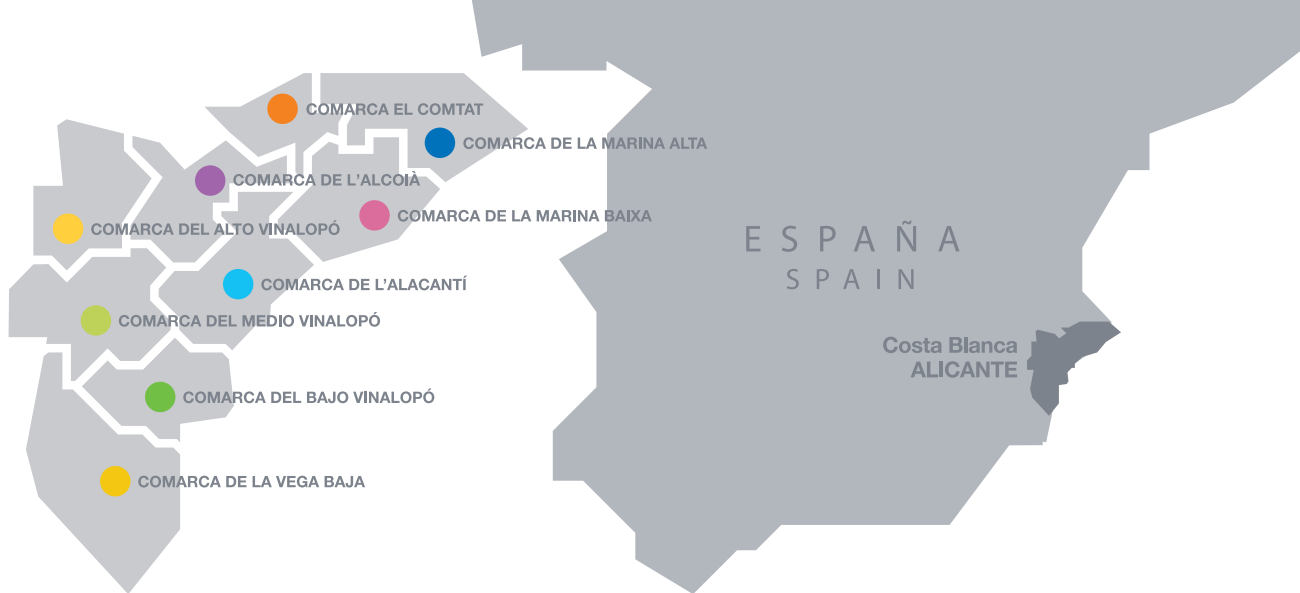 COMARCA EL COMTAT
COMARCA DE LA MARINA ALTA
COMARCA DE L'ALCOIÀ
COMARCA DE LA MARINA BAIXA
COMARCA DEL ALTO VINALOPÓ
COMARCA DE L'ALACANTÍ
COMARCA DEL MEDIO VINALOPÓ
COMARCA DEL BAJO VINALOPÓ
COMARCA DE LA VEGA BAJA
ESPAÑA
SPAIN
Costa Blanca
ALICANTE